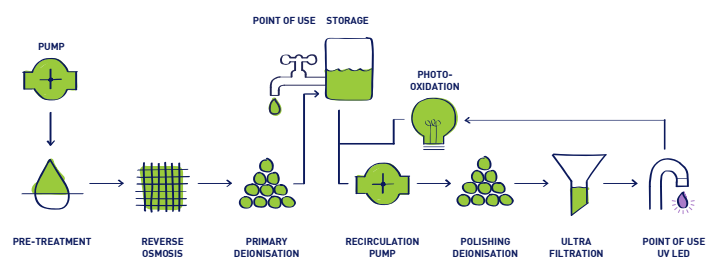 POINT OF USE
STORAGE
PUMP
PHOTO-
OXIDATION
PRE-TREATMENT
REVERSE
OSMOSIS
PRIMARY
DEIONISATION
RECIRCULATION
PUMP
POLISHING
DEIONISATION
ULTRA
FILTRATION
POINT OF USE
UV LED